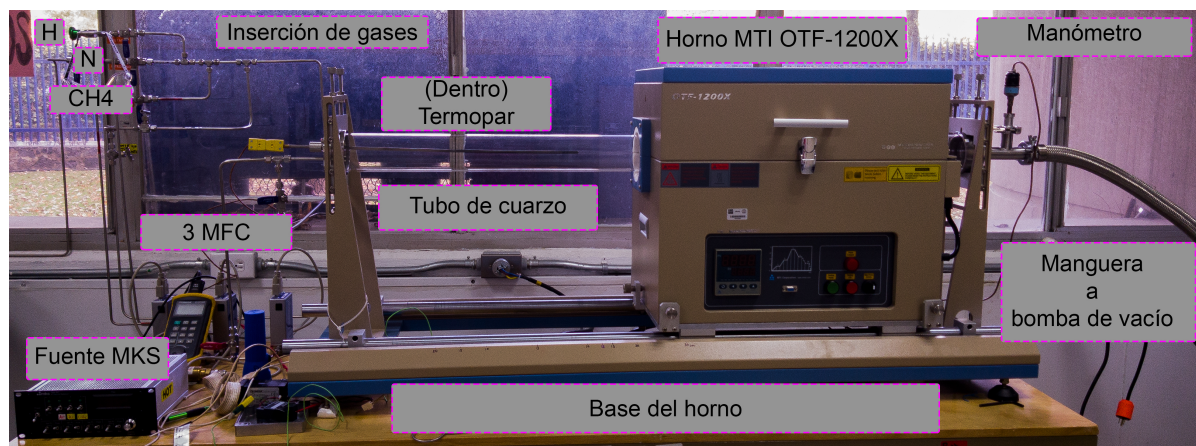 H
Inserción de gases
Horno MTI OTF-1200X
Manómetro
N
CH4
(Dentro)
Termopar
OTF-1200X
Tubo de cuarzo
3 MFC
Manguera
a
bomba de vacío
Fuente MKS
HOT
Base del horno